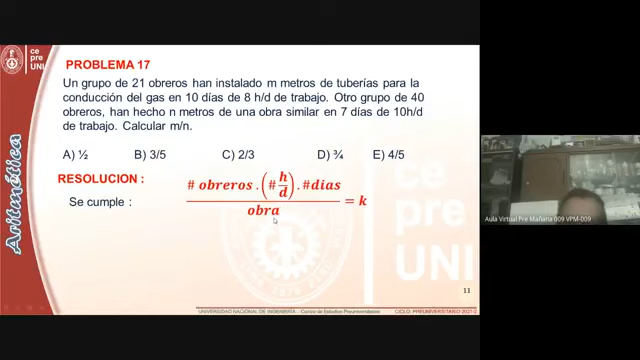 ce
pre
UNI
PROBLEMA 17
Un grupo de 21 obreros han instalado m metros de tuberías para la
conducción del gas en 10 días de 8 h/d de trabajo. Otro grupo de 40
obreros, han hecho n metros de una obra similar en 7 días de 10h/d
de trabajo. Calcular m/n.
A) ½ B) 3/5 C) 2/3 D) ¾ E) 4/5
RESOLUCION :
Se cumple :
# obreros . (# h/d) . #dias
obra
= k
Aritmética
11
UNIVERSIDAD NACIONAL DE INGENIERÍA - Centro de Estudios Preuniversitarios
CICLO: PREUNIVERSITARIO 2021-2
ce
pre
Aula Virtual Pre Mañana 009 VPM-009